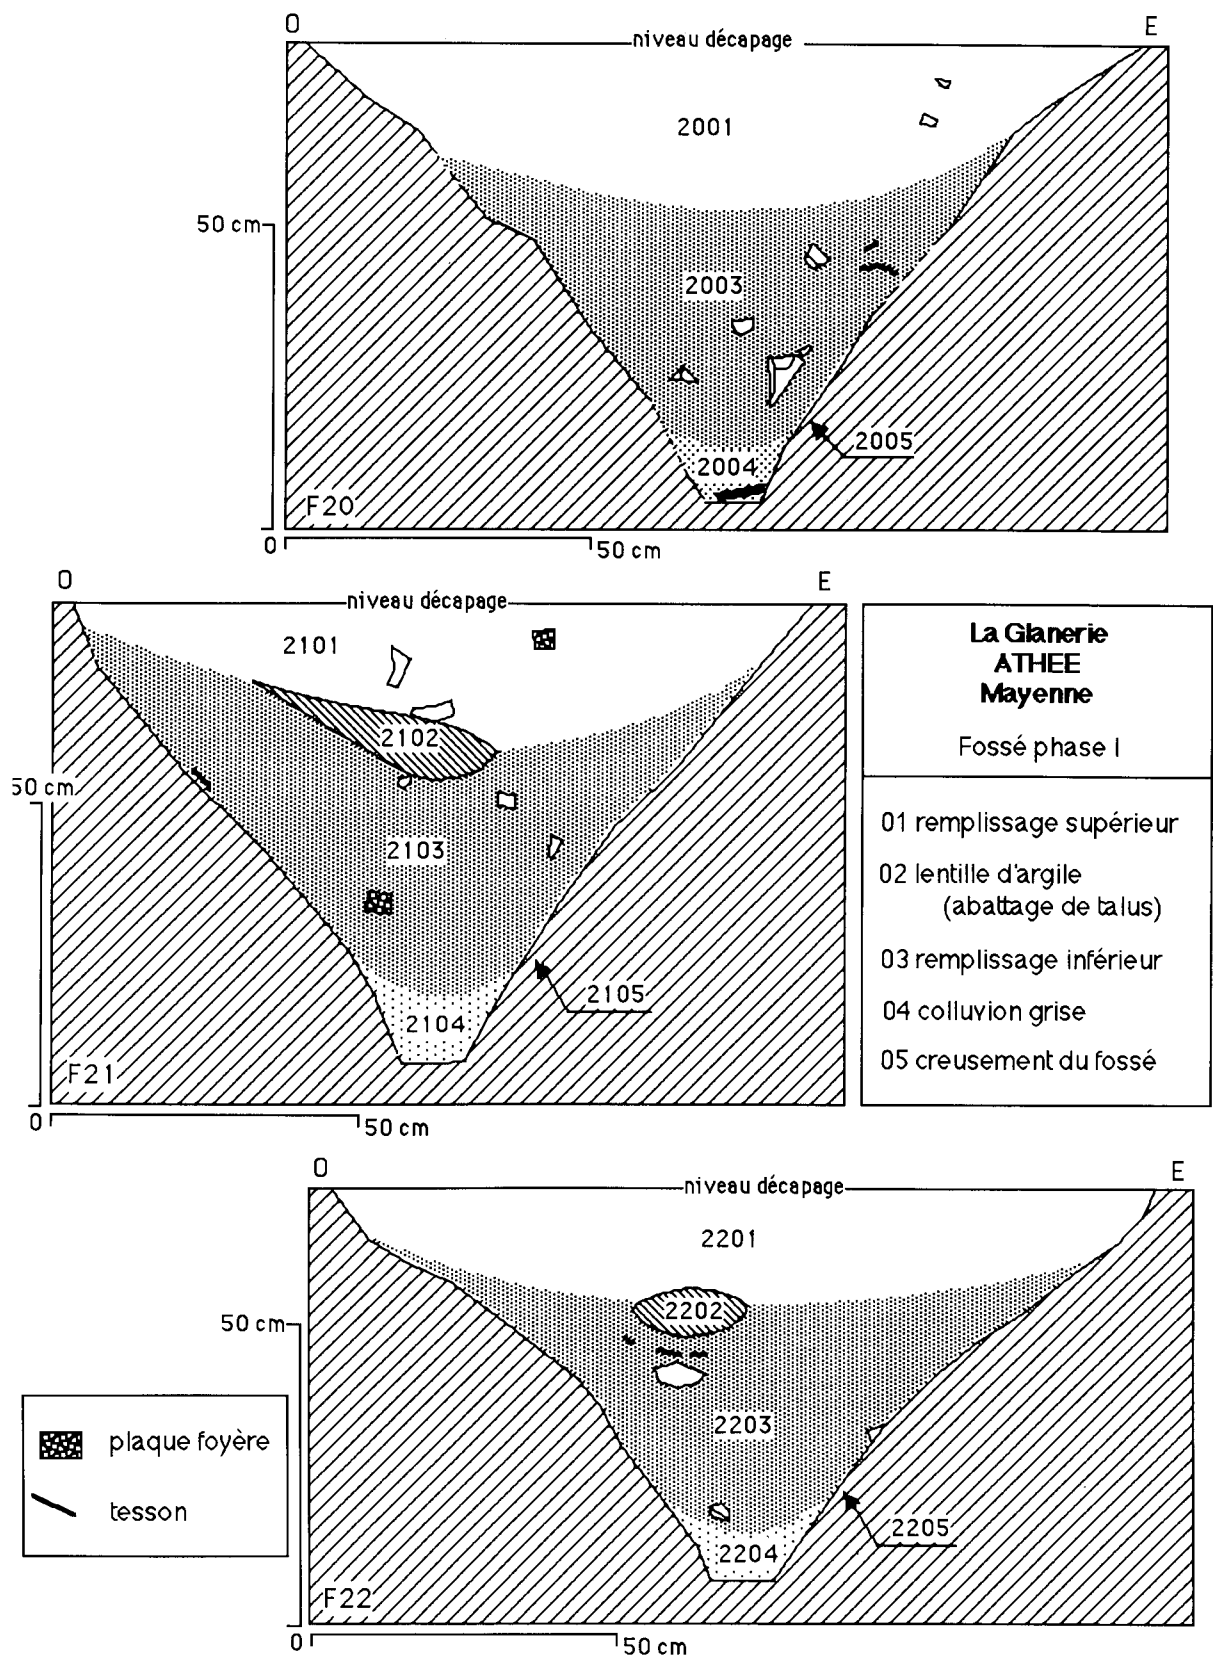 O
E
niveau décapage
2001
50 cm
2003
2005
2004
F20
0
50 cm
O
E
niveau décapage
2101
2102
50 cm
2103
2105
2104
F21
0
50 cm
La Glanerie
ATHEE
Mayenne
Fossé phase I
01 remplissage supérieur
02 lentille d'argile
(abattage de talus)
03 remplissage inférieur
04 colluvion grise
05 creusement du fossé
O
E
niveau décapage
2201
2202
50 cm
2203
2205
2204
F22
0
50 cm
plaque foyère
tesson